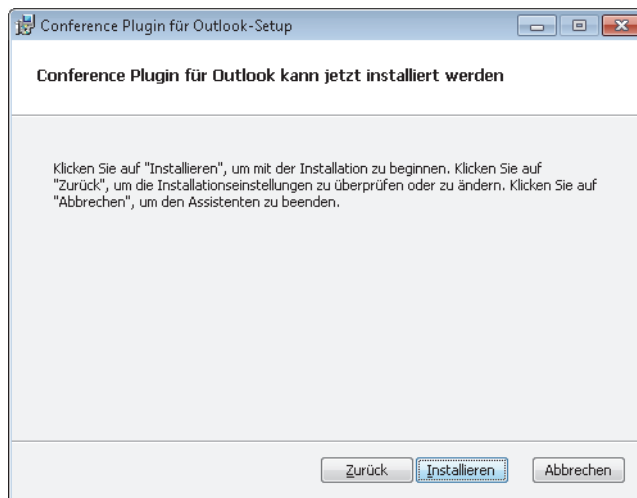 Conference Plugin für Outlook-Setup
Conference Plugin für Outlook kann jetzt installiert werden
Klicken Sie auf "Installieren", um mit der Installation zu beginnen. Klicken Sie auf
"Zurück", um die Installationseinstellungen zu überprüfen oder zu ändern. Klicken Sie auf
"Abbrechen", um den Assistenten zu beenden.
Zurück Installieren Abbrechen